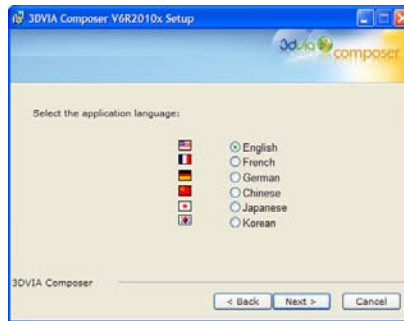 3DVIA Composer V6R2010x Setup
3dvia composer
Select the application language:
English
French
German
Chinese
Japanese
Korean
3DVIA Composer
< Back Next > Cancel